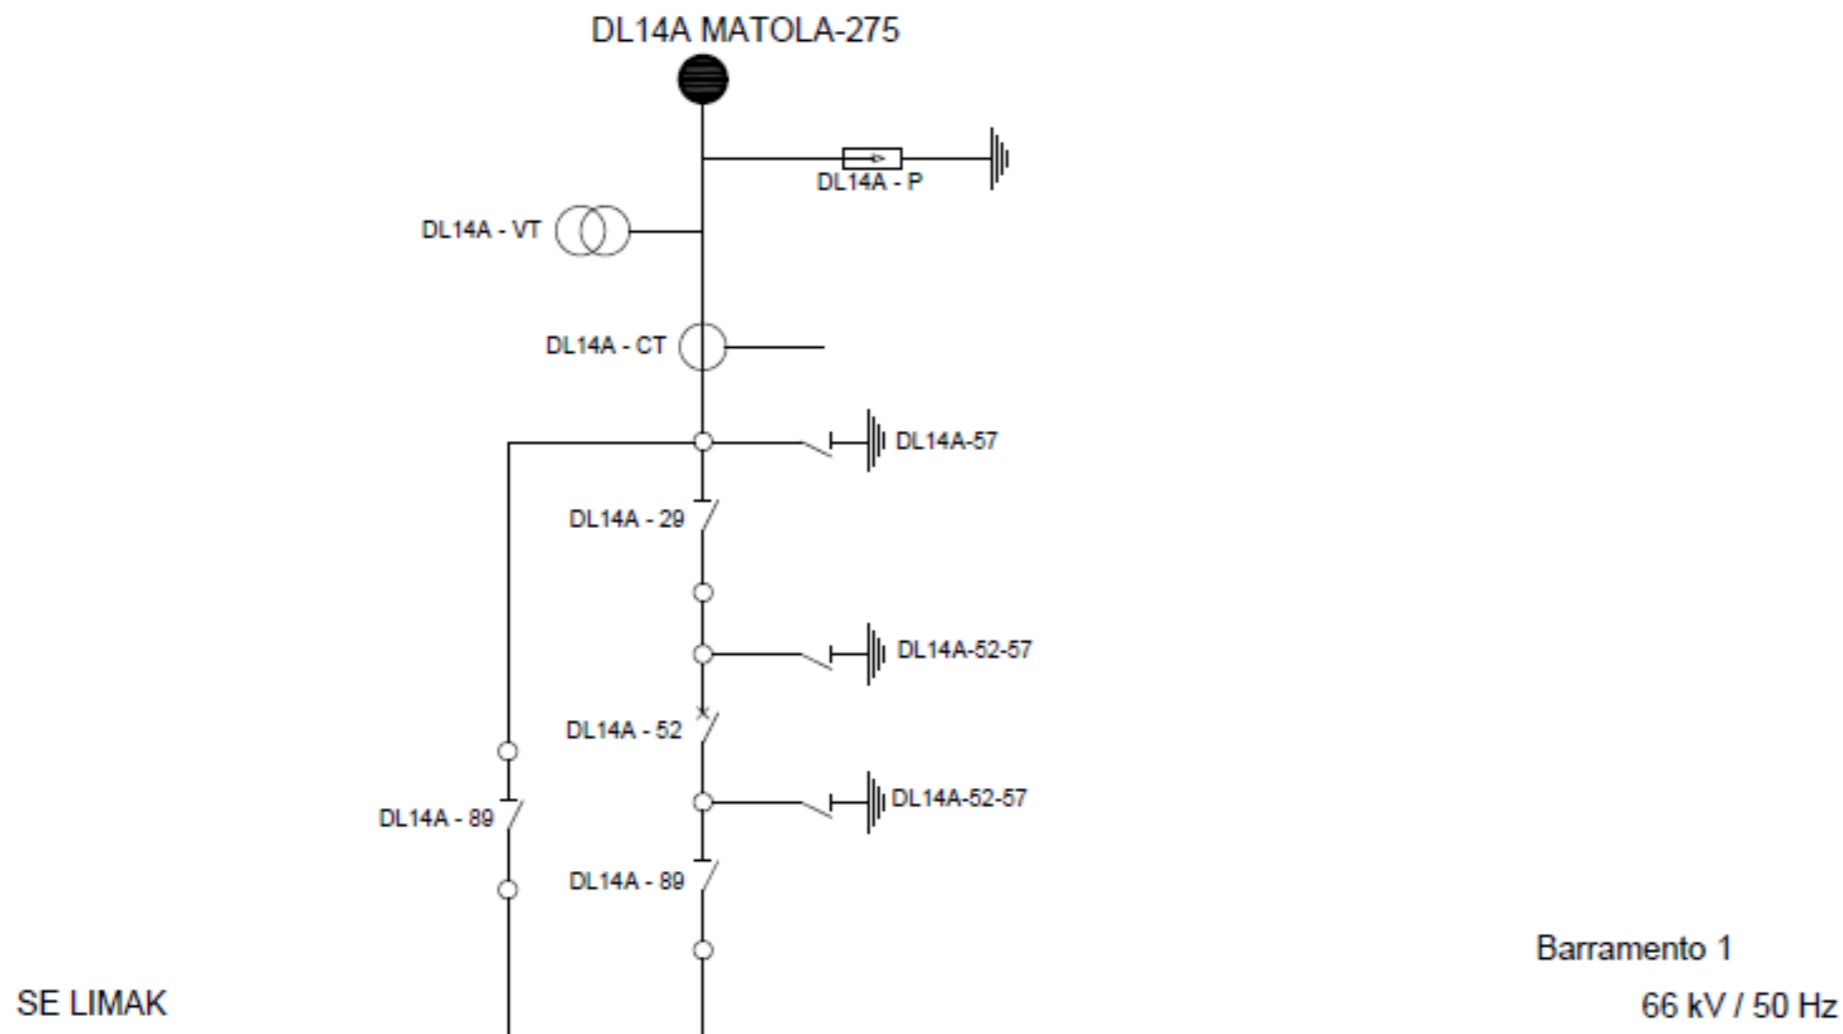 DL14A MATOLA-275
DL14A - P
DL14A - VT
DL14A - CT
DL14A-57
DL14A - 29
DL14A-52-57
DL14A - 52
DL14A-52-57
DL14A - 89
DL14A - 89
Barramento 1
SE LIMAK
66 kV / 50 Hz